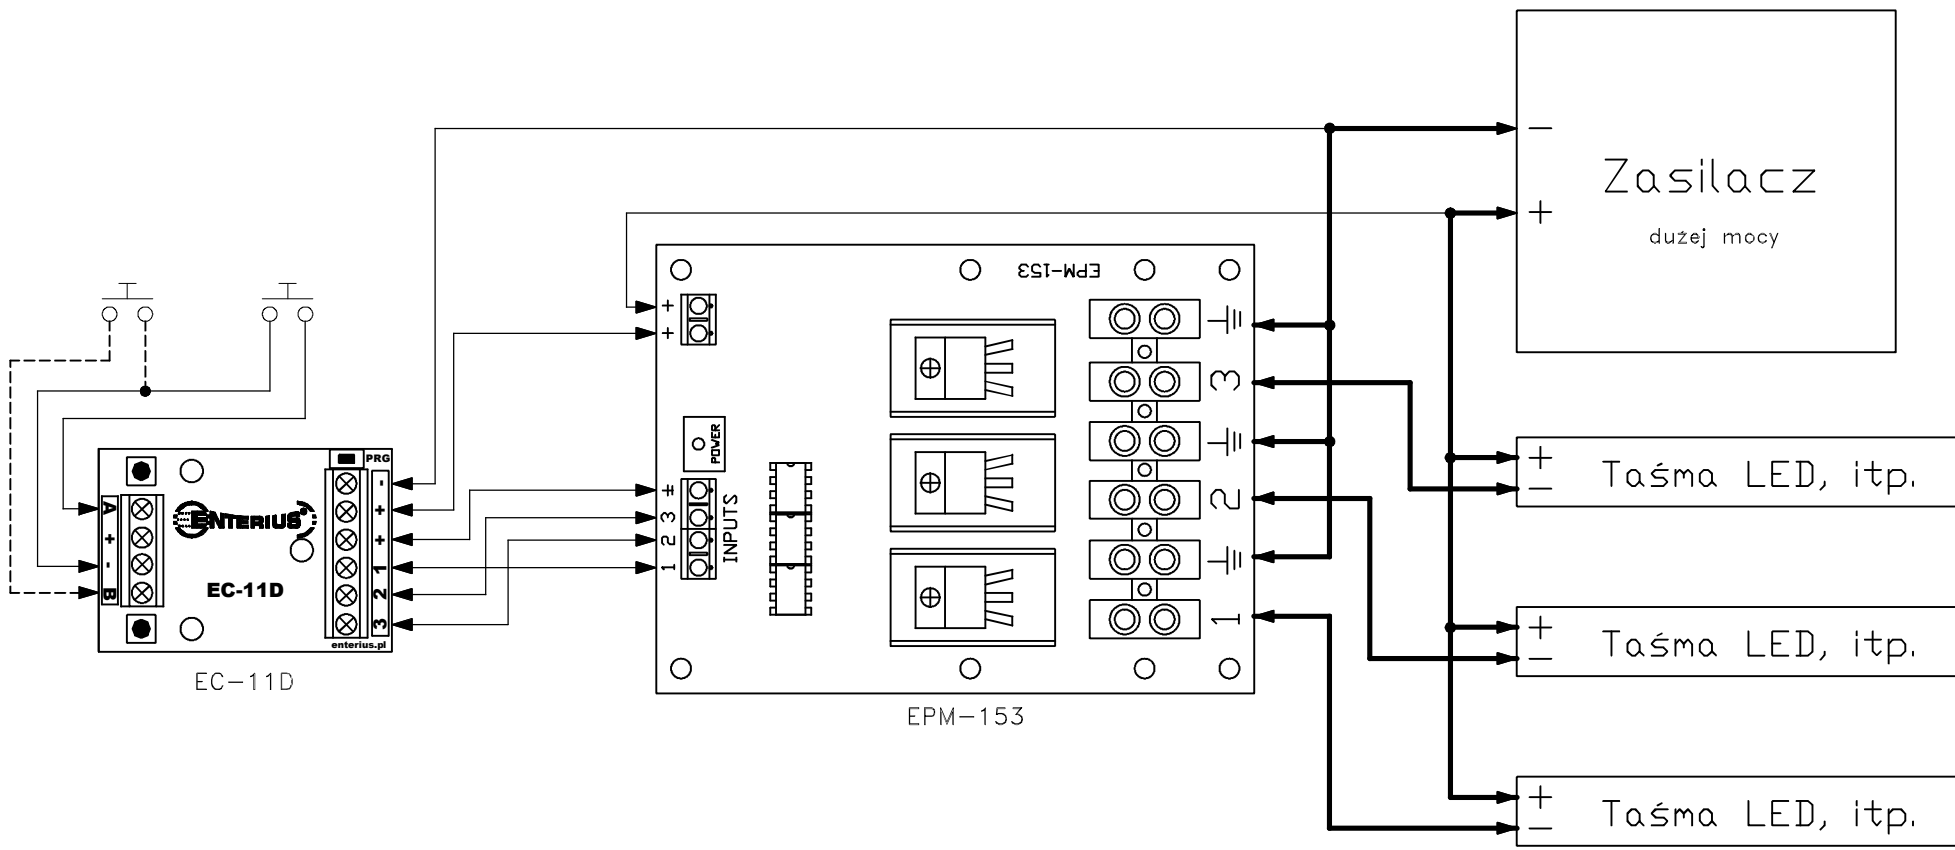 −
Zasilacz
+
dużej mocy
EPM-153
+
+
3
POWER
2
PRG
-
+
+
1
2
3
A
+
-
B
ENTERIUS®
EC-11D
enterius.pl
EC-11D
#
3
2
1
INPUTS
1
EPM-153
+
Taśma LED, itp.
−
+
Taśma LED, itp.
−
+
Taśma LED, itp.
−